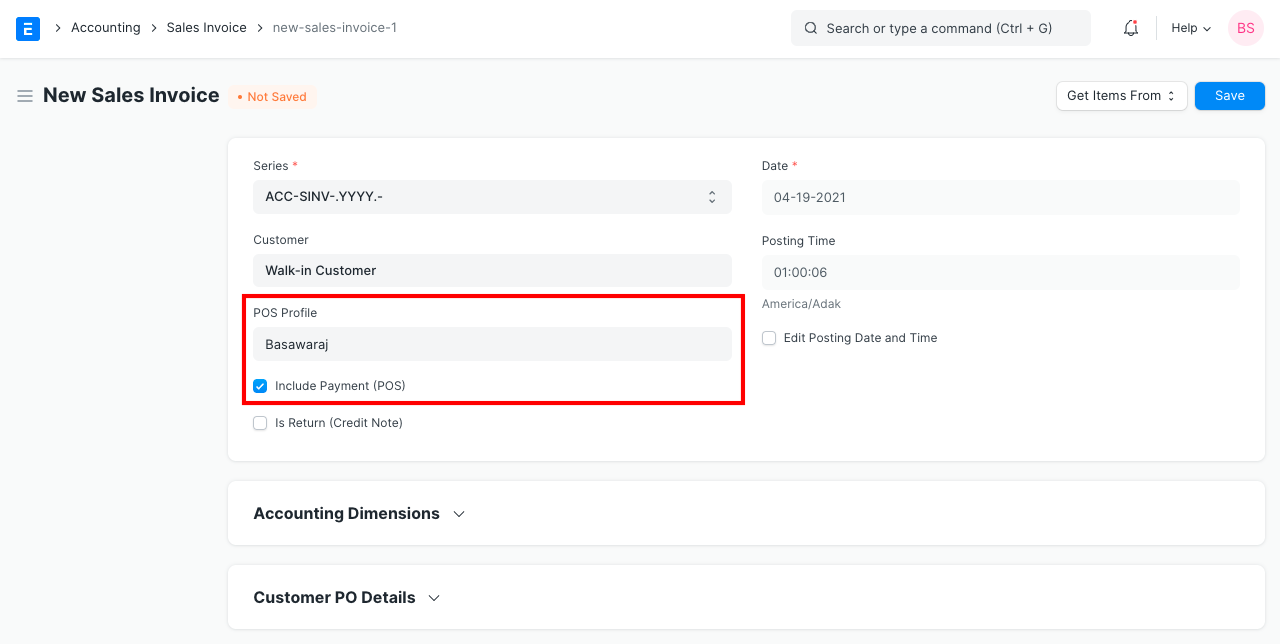 E
Accounting
Sales Invoice
new-sales-invoice-1
Search or type a command (Ctrl + G)
Help
BS
New Sales Invoice
• Not Saved
Get Items From
Save
Series *
ACC-SINV-.YYYY.-
Customer
Walk-in Customer
POS Profile
Basawaraj
Include Payment (POS)
Is Return (Credit Note)
Date *
04-19-2021
Posting Time
01:00:06
America/Adak
Edit Posting Date and Time
Accounting Dimensions
Customer PO Details